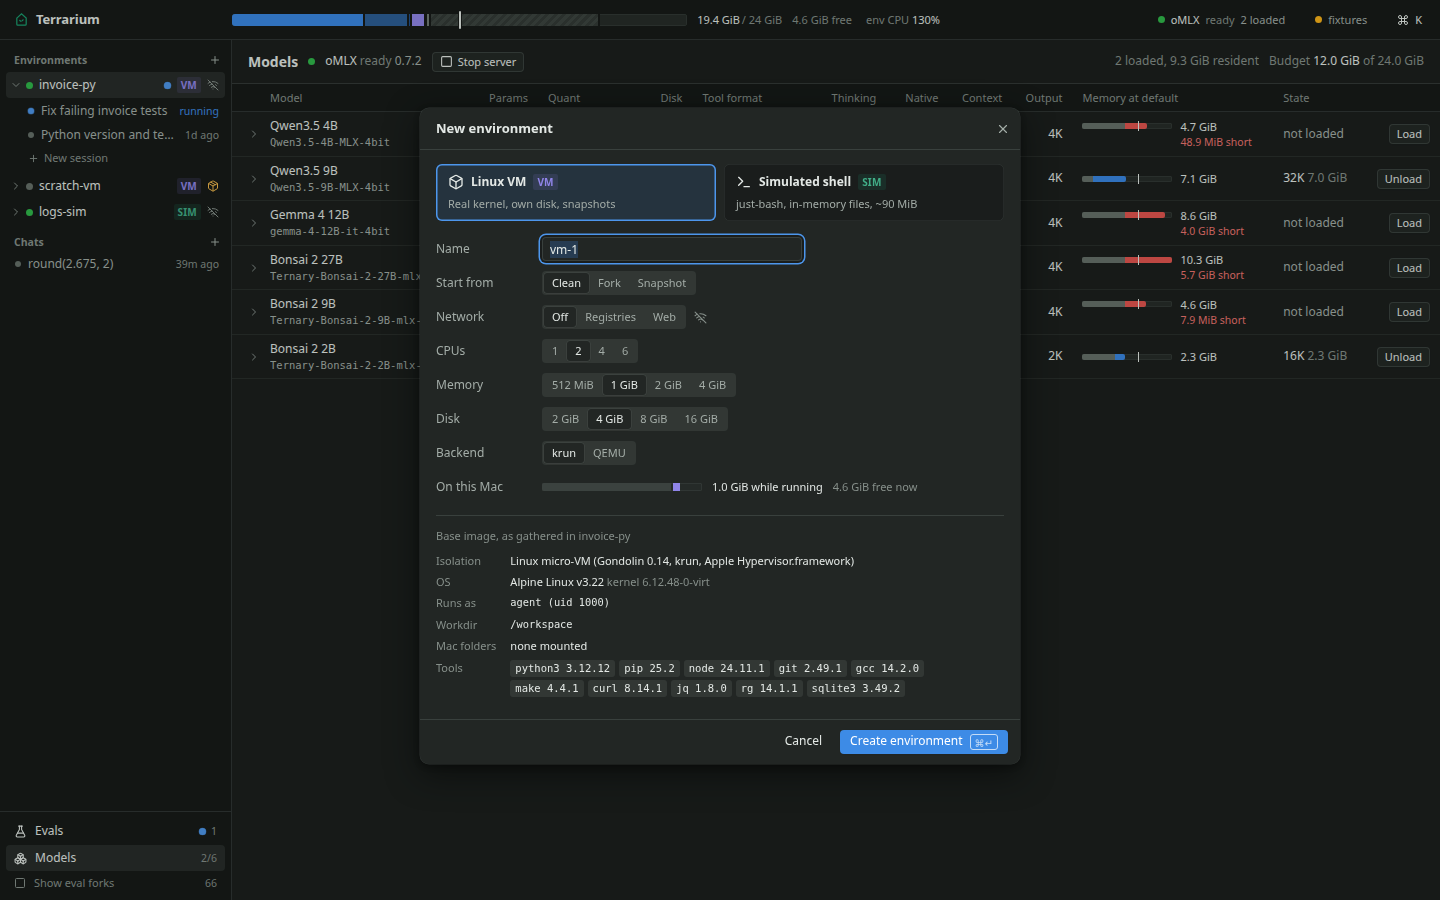 Terrarium
19.4 GiB / 24 GiB 4.6 GiB free env CPU 130%
oMLX ready 2 loaded
fixtures
⌘ K
Environments +
invoice-py VM
Fix failing invoice tests running
Python version and te... 1d ago
+ New session
scratch-vm VM
logs-sim SIM
Chats +
round(2.675, 2) 39m ago
Evals 1
Models 2/6
Show eval forks 66
Models oMLX ready 0.7.2 Stop server
2 loaded, 9.3 GiB resident Budget 12.0 GiB of 24.0 GiB
Model Params Quant Disk Tool format Thinking Native Context Output Memory at default State
Qwen3.5 4B
Qwen3.5-4B-MLX-4bit
4K 4.7 GiB
48.9 MiB short
not loaded Load
Qwen3.5 9B
Qwen3.5-9B-MLX-4bit
4K 7.1 GiB 32K 7.0 GiB Unload
Gemma 4 12B
gemma-4-12B-it-4bit
4K 8.6 GiB
4.0 GiB short
not loaded Load
Bonsai 2 27B
Ternary-Bonsai-2-27B-mlx
4K 10.3 GiB
5.7 GiB short
not loaded Load
Bonsai 2 9B
Ternary-Bonsai-2-9B-mlx-
4K 4.6 GiB
7.9 MiB short
not loaded Load
Bonsai 2 2B
Ternary-Bonsai-2-2B-mlx-
2K 2.3 GiB 16K 2.3 GiB Unload
New environment
Linux VM VM
Real kernel, own disk, snapshots
Simulated shell SIM
just-bash, in-memory files, ~90 MiB
Name vm-1
Start from Clean Fork Snapshot
Network Off Registries Web
CPUs 1 2 4 6
Memory 512 MiB 1 GiB 2 GiB 4 GiB
Disk 2 GiB 4 GiB 8 GiB 16 GiB
Backend krun QEMU
On this Mac 1.0 GiB while running 4.6 GiB free now
Base image, as gathered in invoice-py
Isolation Linux micro-VM (Gondolin 0.14, krun, Apple Hypervisor.framework)
OS Alpine Linux v3.22 kernel 6.12.48-0-virt
Runs as agent (uid 1000)
Workdir /workspace
Mac folders none mounted
Tools python3 3.12.12 pip 25.2 node 24.11.1 git 2.49.1 gcc 14.2.0
make 4.4.1 curl 8.14.1 jq 1.8.0 rg 14.1.1 sqlite3 3.49.2
Cancel Create environment ⌘↵